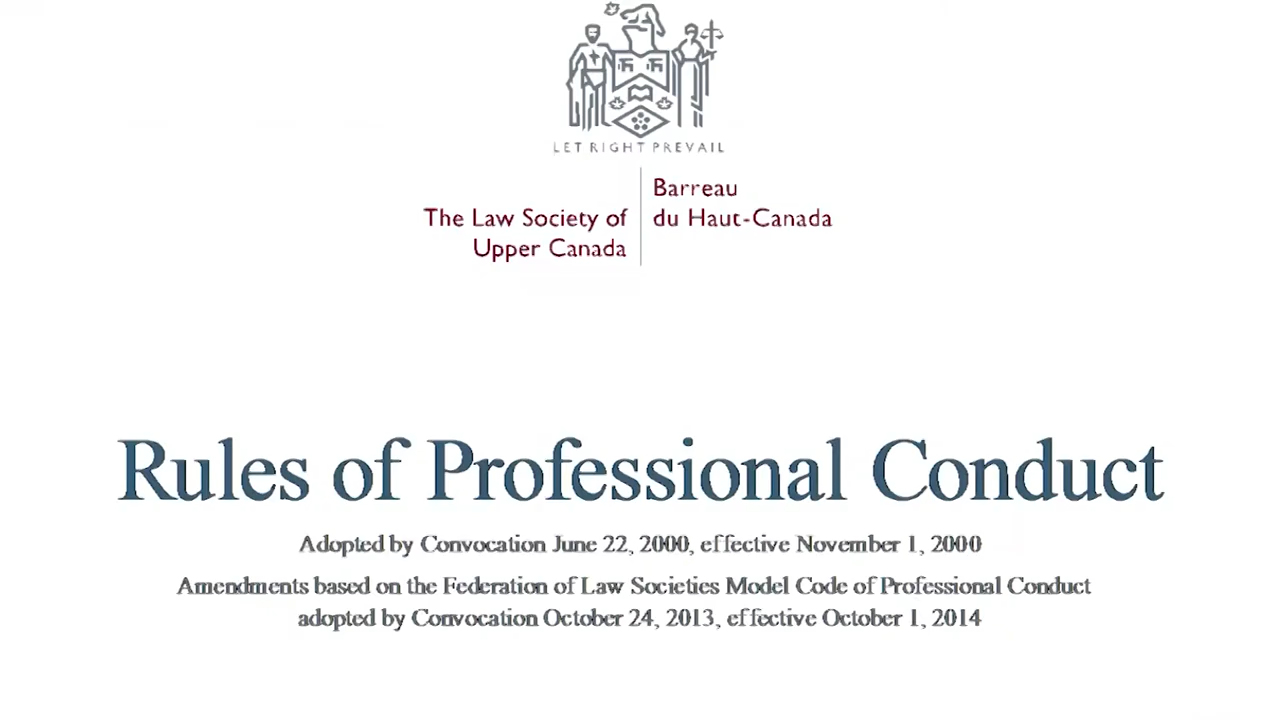 LET RIGHT PREVAIL
The Law Society of
Upper Canada
Barreau
du Haut-Canada
Rules of Professional Conduct
Adopted by Convocation June 22, 2000, effective November 1, 2000
Amendments based on the Federation of Law Societies Model Code of Professional Conduct
adopted by Convocation October 24, 2013, effective October 1, 2014